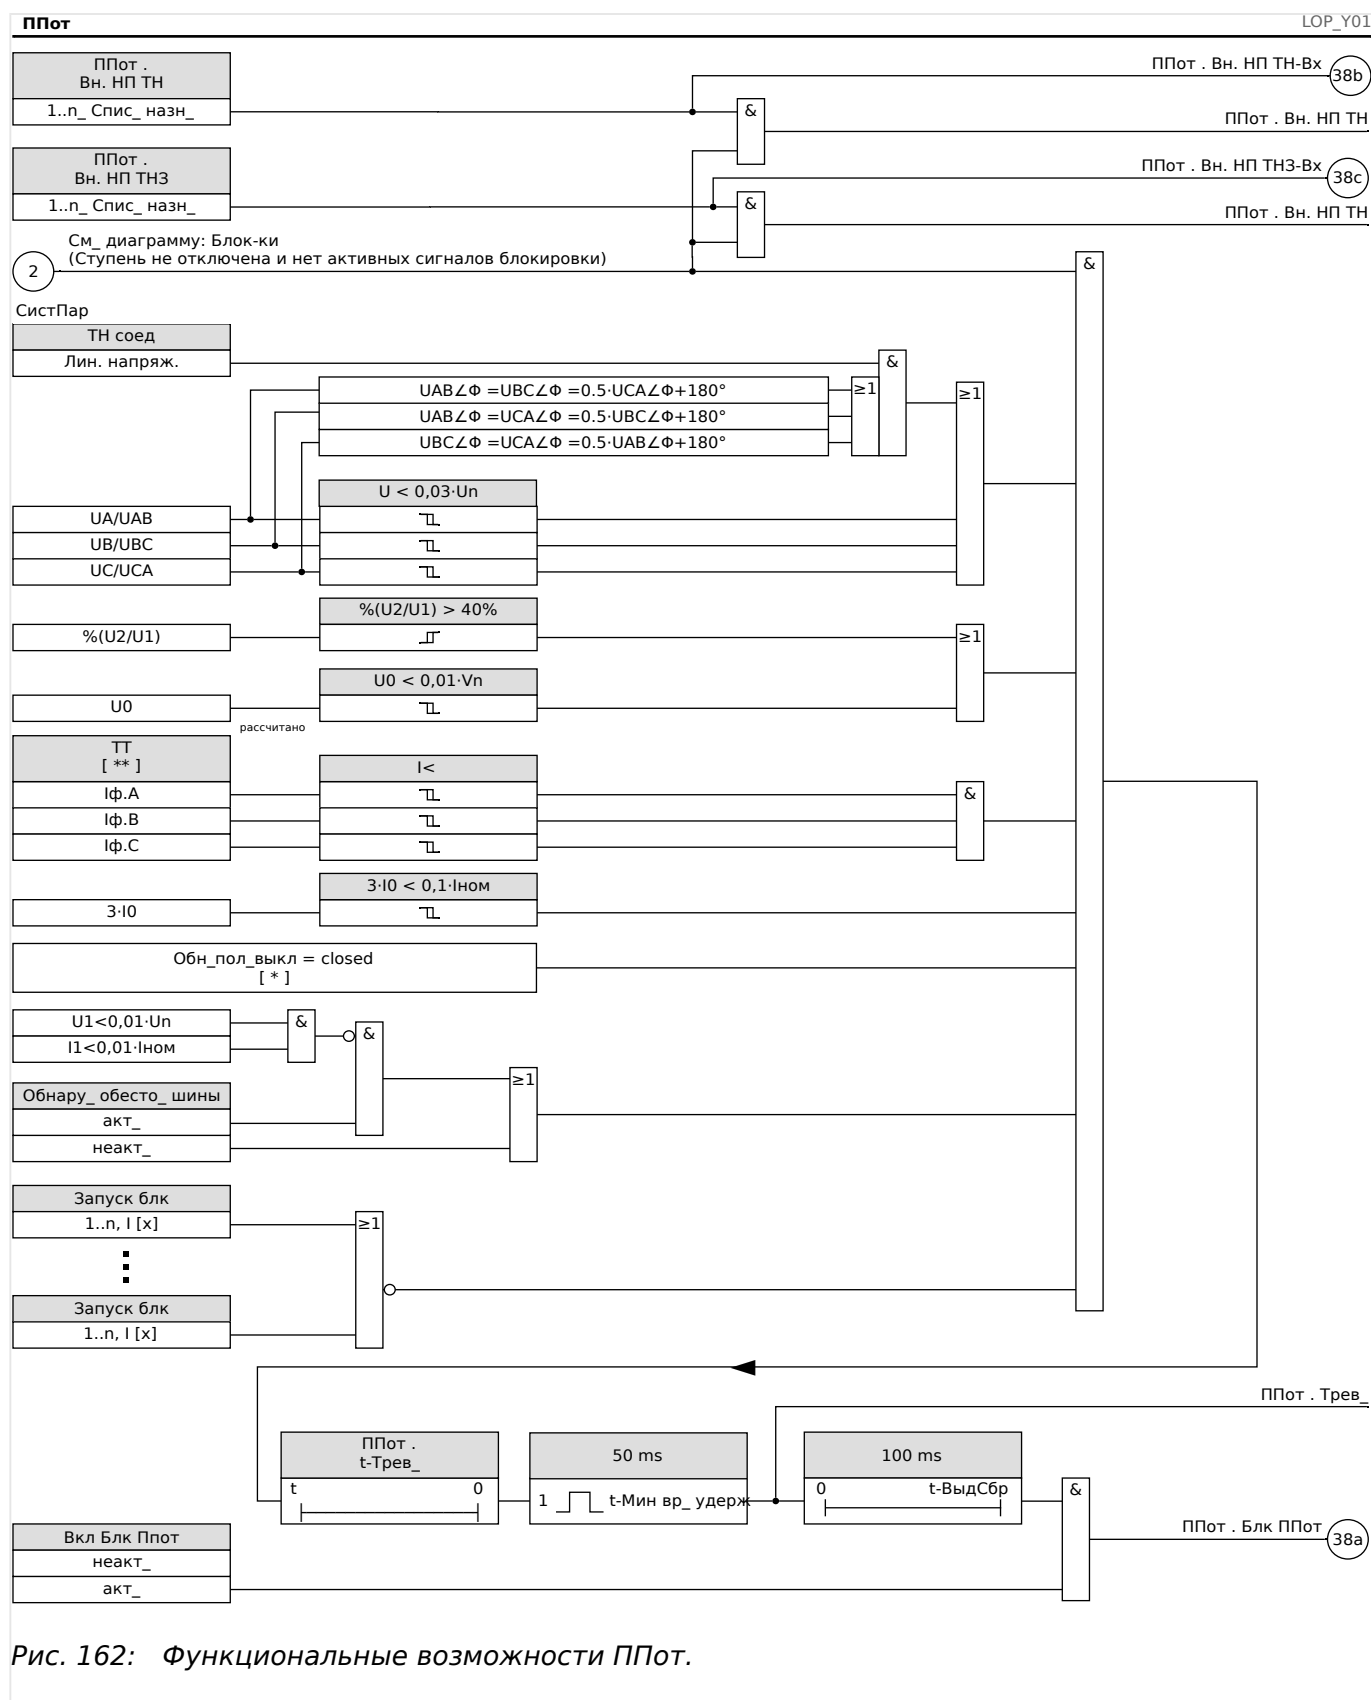 ППот
LOP_Y01
ППот .
Вн. НП ТН
1..n_ Спис_ назн_
ППот . Вн. НП ТН-Вх
38b
&
ППот . Вн. НП ТН
ППот .
Вн. НП ТНЗ
1..n_ Спис_ назн_
ППот . Вн. НП ТНЗ-Вх
38c
&
ППот . Вн. НП ТН
См_ диаграмму: Блок-ки
(Ступень не отключена и нет активных сигналов блокировки)
2
&
СистПар
ТН соед
Лин. напряж.
&
UAB∠Φ =UBC∠Φ =0.5·UCA∠Φ+180°
≥1
≥1
UAB∠Φ =UCA∠Φ =0.5·UBC∠Φ+180°
UBC∠Φ =UCA∠Φ =0.5·UAB∠Φ+180°
U < 0,03·Un
UA/UAB
UB/UBC
UC/UCA
%(U2/U1) > 40%
%(U2/U1)
≥1
U0 < 0,01·Vn
U0
рассчитано
ТТ
[ ** ]
I<
Iф.A
&
Iф.B
Iф.C
3·I0 < 0,1·Iном
3·I0
Обн_пол_выкл = closed
[ * ]
U1<0,01·Un
&
&
I1<0,01·Iном
≥1
Обнару_ обесто_ шины
акт_
неакт_
Запуск блк
1..n, I [x]
≥1
Запуск блк
1..n, I [x]
ППот . Трев_
ППот .
t-Трев_
50 ms
100 ms
t
0
1
t-Мин вр_ удерж
0
t-ВыдСбр
&
Вкл Блк Ппот
неакт_
акт_
ППот . Блк ППот
38a
Рис. 162: Функциональные возможности ППот.